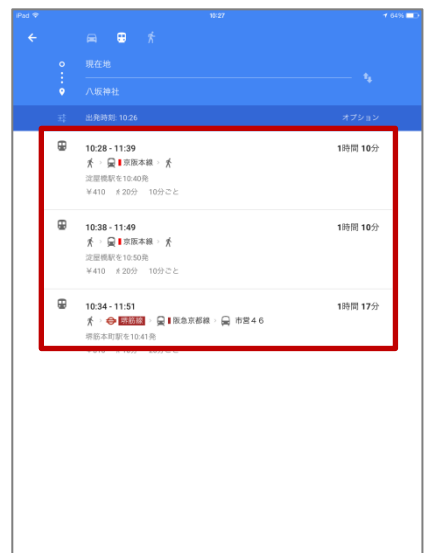 iPad 10:27 64%
現在地
八坂神社
出発時刻: 10:26 オプション
10:28 - 11:39 1時間 10分
京阪本線
淀屋橋駅を10:40発
¥410 20分 10分ごと
10:38 - 11:49 1時間 10分
京阪本線
淀屋橋駅を10:50発
¥410 20分 10分ごと
10:34 - 11:51 1時間 17分
堺筋線 阪急京都線 市営４６
堺筋本町駅を10:41発